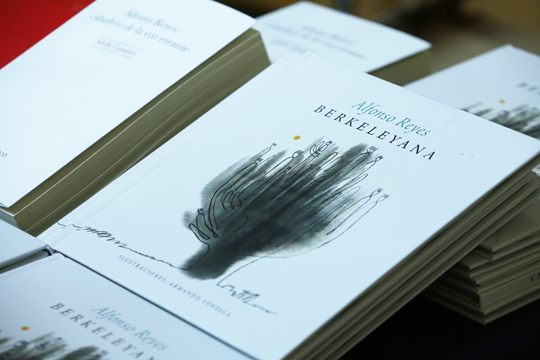 Alfonso Reyes
caballero de la voz errante
Adolfo Castañón
Alfonso Reyes
BERKELEYANA
ILUSTRACIONES, ARMANDO FONSECA
Alfonso Reyes
BERKELEYANA